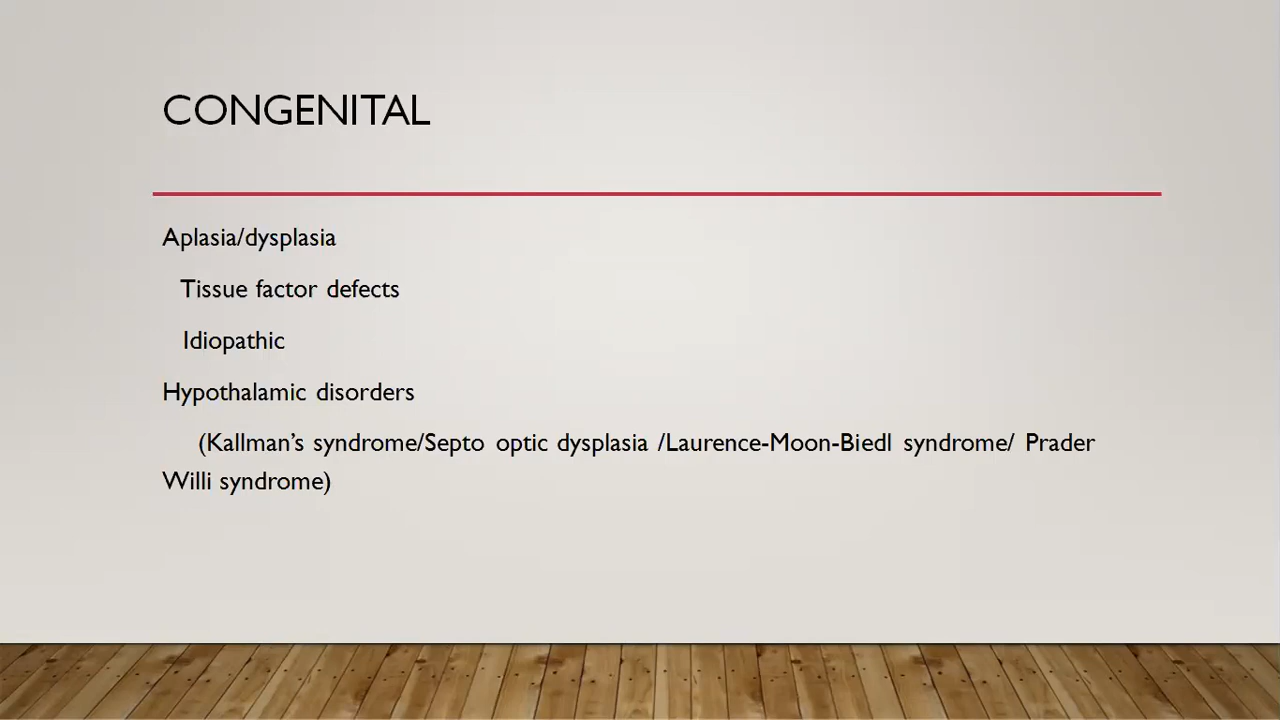 CONGENITAL
Aplasia/dysplasia
Tissue factor defects
Idiopathic
Hypothalamic disorders
(Kallman’s syndrome/Septo optic dysplasia /Laurence-Moon-Biedl syndrome/ Prader
Willi syndrome)